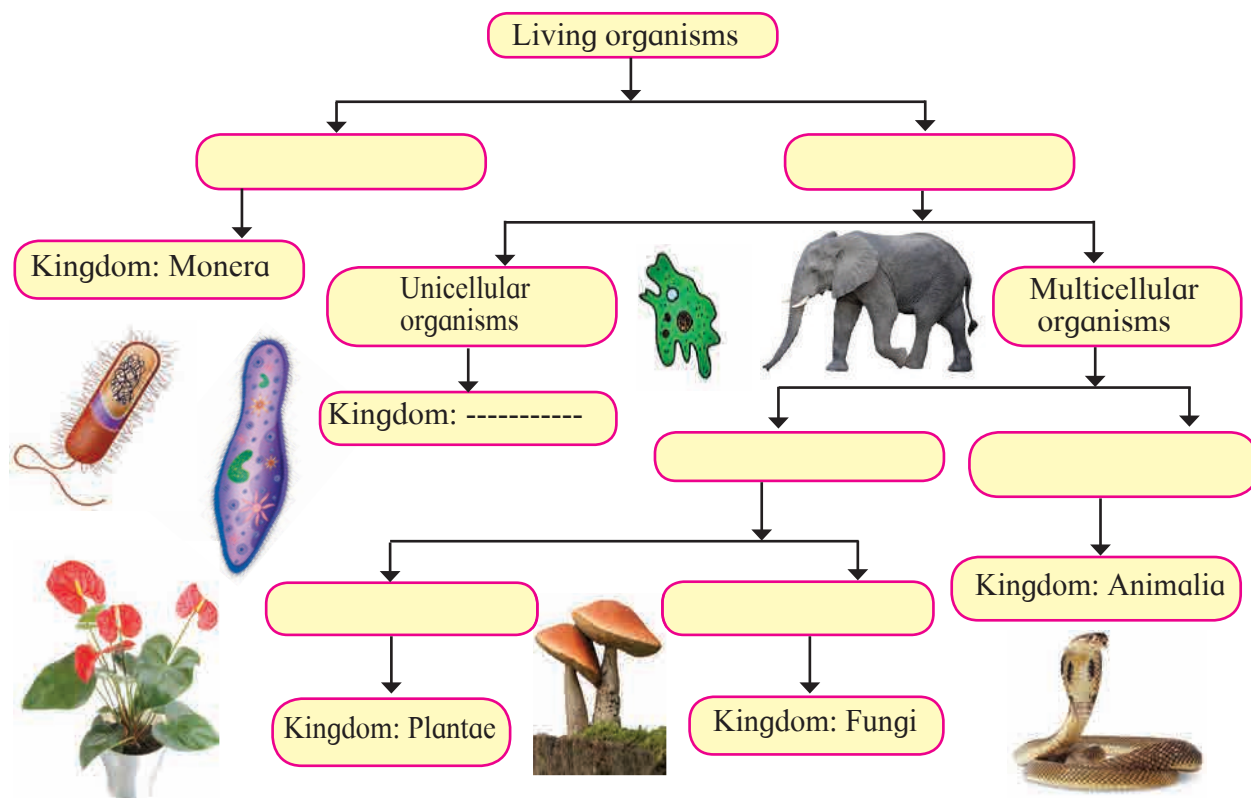 Living organisms
Kingdom: Monera
Unicellular
organisms
Multicellular
organisms
Kingdom: -----------
Kingdom: Animalia
Kingdom: Plantae
Kingdom: Fungi